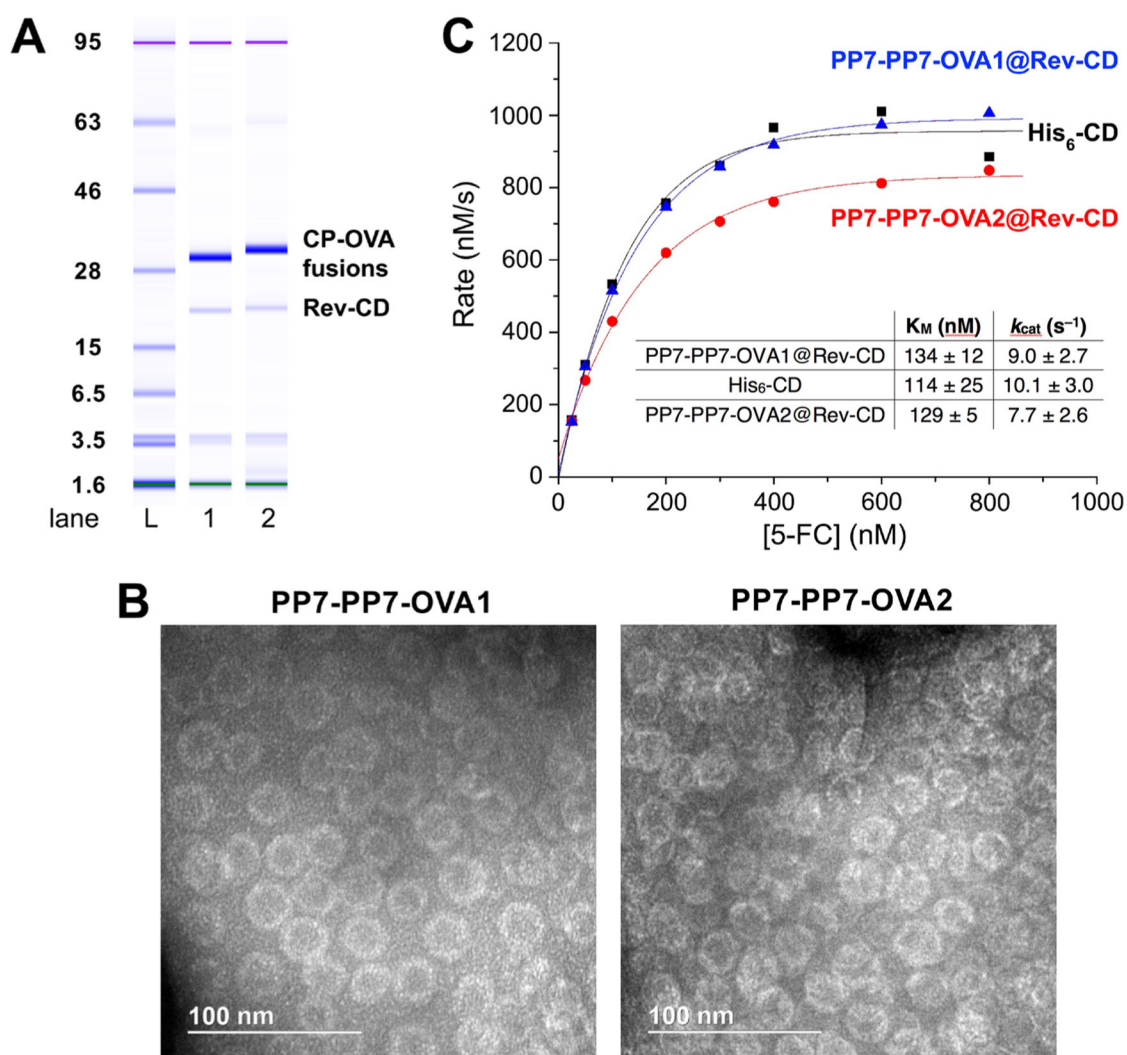 A
95
63
46
28
15
6.5
3.5
1.6
lane L 1 2
CP-OVA
fusions
Rev-CD
C
1200
1000
800
600
400
200
0
Rate (nM/s)
PP7-PP7-OVA1@Rev-CD
His₆-CD
PP7-PP7-OVA2@Rev-CD
K_M (nM) k_cat (s⁻¹)
PP7-PP7-OVA1@Rev-CD 134 ± 12 9.0 ± 2.7
His₆-CD 114 ± 25 10.1 ± 3.0
PP7-PP7-OVA2@Rev-CD 129 ± 5 7.7 ± 2.6
0 200 400 600 800 1000
[5-FC] (nM)
B
PP7-PP7-OVA1
PP7-PP7-OVA2
100 nm
100 nm